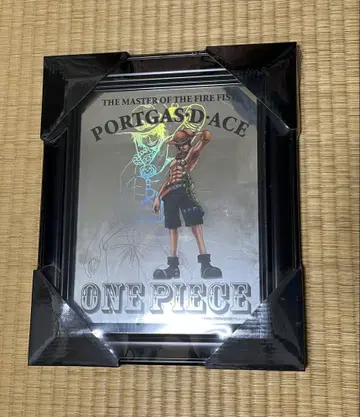 THE MASTER OF THE FIRE FIST
PORTGAS·D·ACE
ONE PIECE